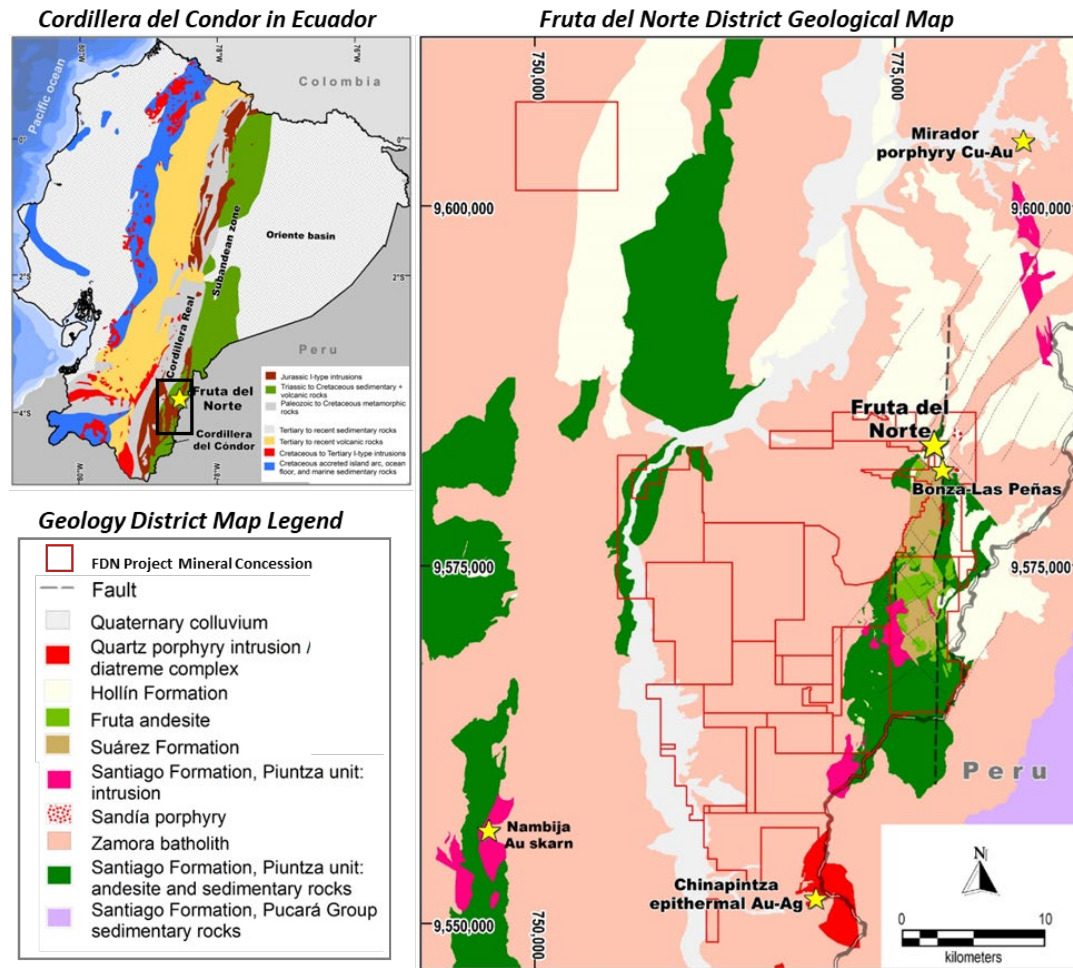 Cordillera del Condor in Ecuador
80°W
78°W
76°W
Pacific ocean
Colombia
0°
0°
Oriente basin
Subandean zone
2°S
2°S
Cordillera Real
Peru
4°S
Fruta del
Norte
Cordillera
del Cóndor
Jurassic I-type intrusions
Triassic to Cretaceous sedimentary +
volcanic rocks
Paleozoic to Cretaceous metamorphic
rocks
Tertiary to recent sedimentary rocks
Tertiary to recent volcanic rocks
Cretaceous to Tertiary I-type intrusions
Cretaceous accreted island arc, ocean
floor, and marine sedimentary rocks
Geology District Map Legend
FDN Project Mineral Concession
Fault
Quaternary colluvium
Quartz porphyry intrusion /
diatreme complex
Hollín Formation
Fruta andesite
Suárez Formation
Santiago Formation, Piuntza unit:
intrusion
Sandía porphyry
Zamora batholith
Santiago Formation, Piuntza unit:
andesite and sedimentary rocks
Santiago Formation, Pucará Group
sedimentary rocks
Fruta del Norte District Geological Map
750,000
775,000
Mirador
porphyry Cu-Au
9,600,000
9,600,000
Fruta del
Norte
Bonza-Las Peñas
9,575,000
9,575,000
Peru
Nambija
Au skarn
Chinapintza
epithermal Au-Ag
9,550,000
750,000
N
0 10
kilometers